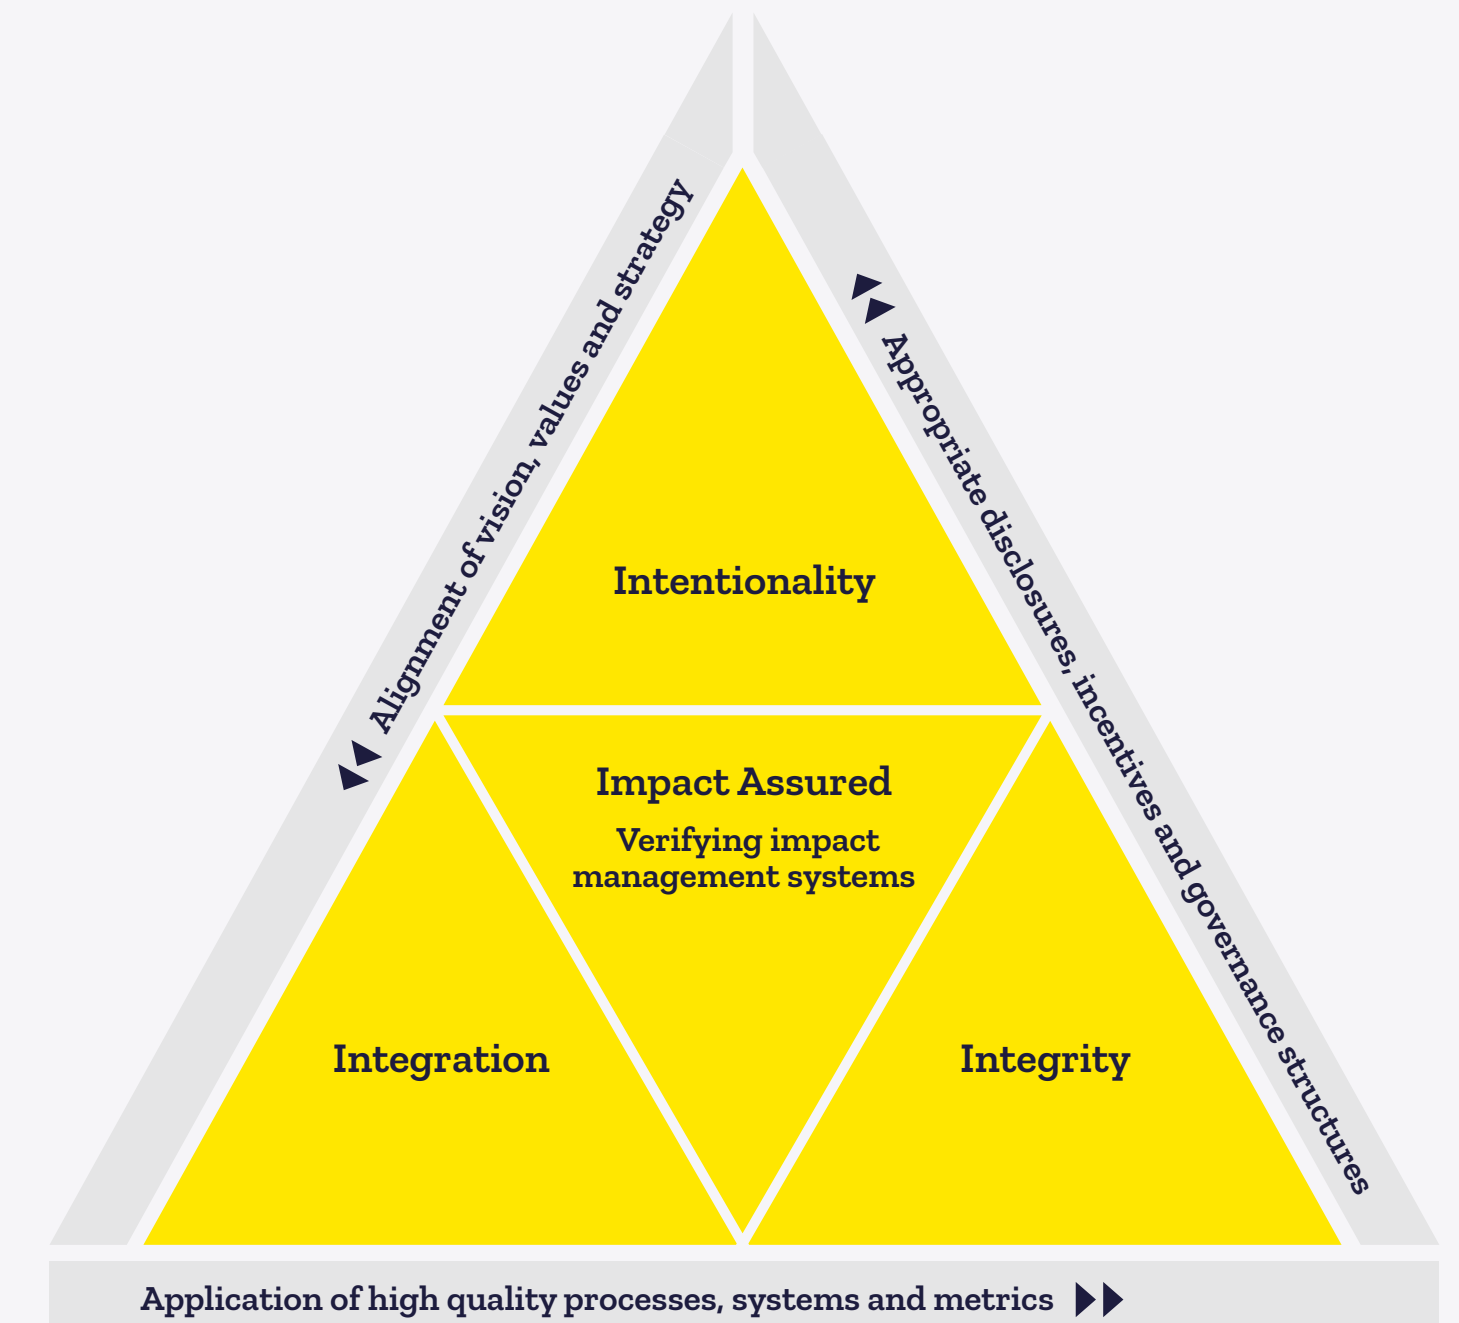 Alignment of vision, values and strategy
Appropriate disclosures, incentives and governance structures
Intentionality
Impact Assured
Verifying impact
management systems
Integration
Integrity
Application of high quality processes, systems and metrics